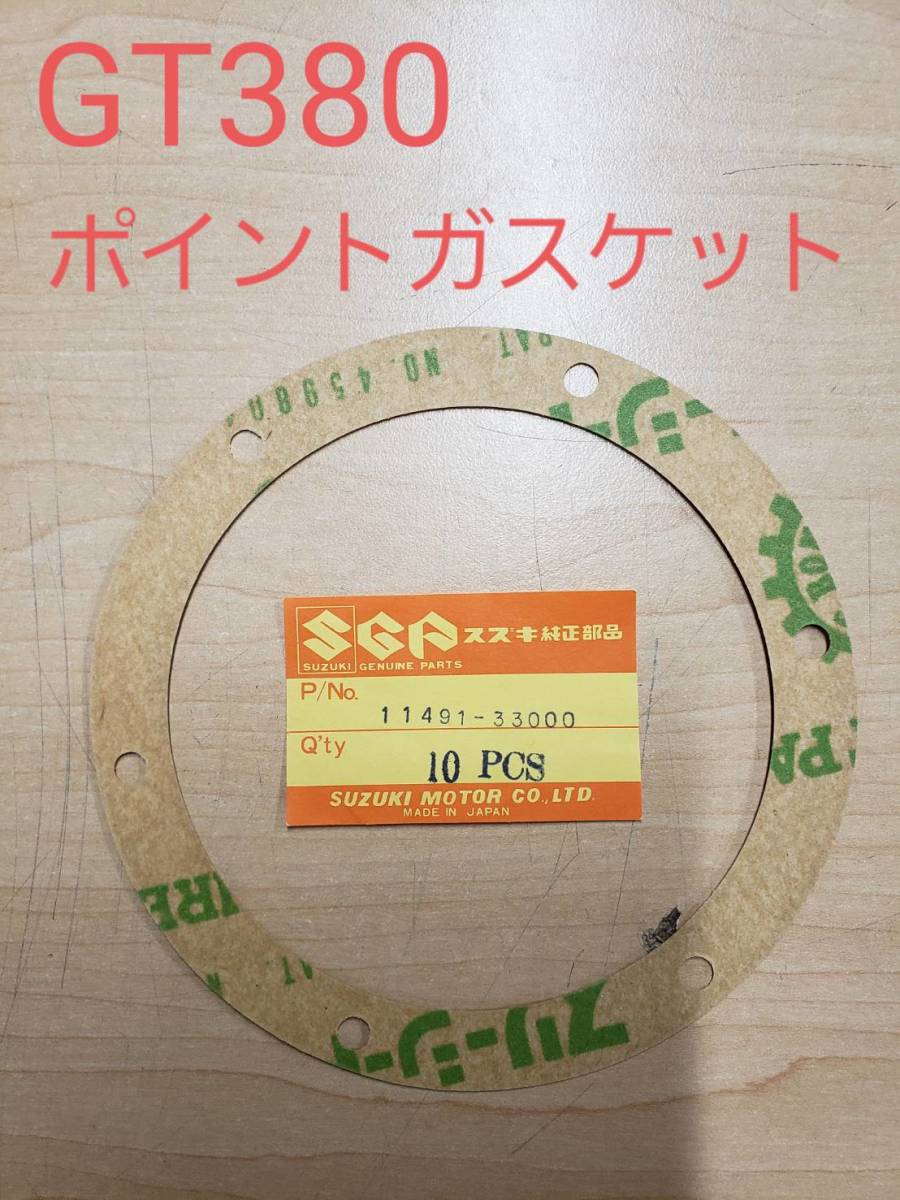 GT380
ポイントガスケット
PAT.
NO.4598
SGP スズキ純正部品
SUZUKI GENUINE PARTS
P/No.
11491-33000
Q'ty
10 PCS
SUZUKI MOTOR CO.,LTD.
MADE IN JAPAN